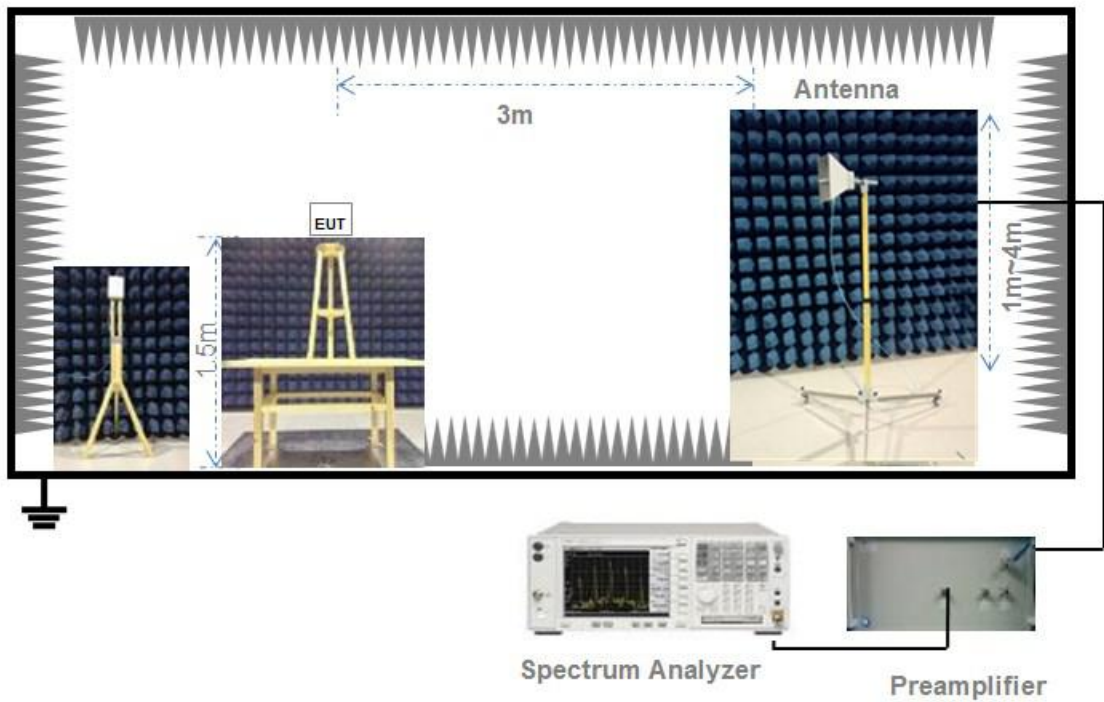 Antenna
3m
EUT
1.5m
1m~4m
Spectrum Analyzer
Preamplifier